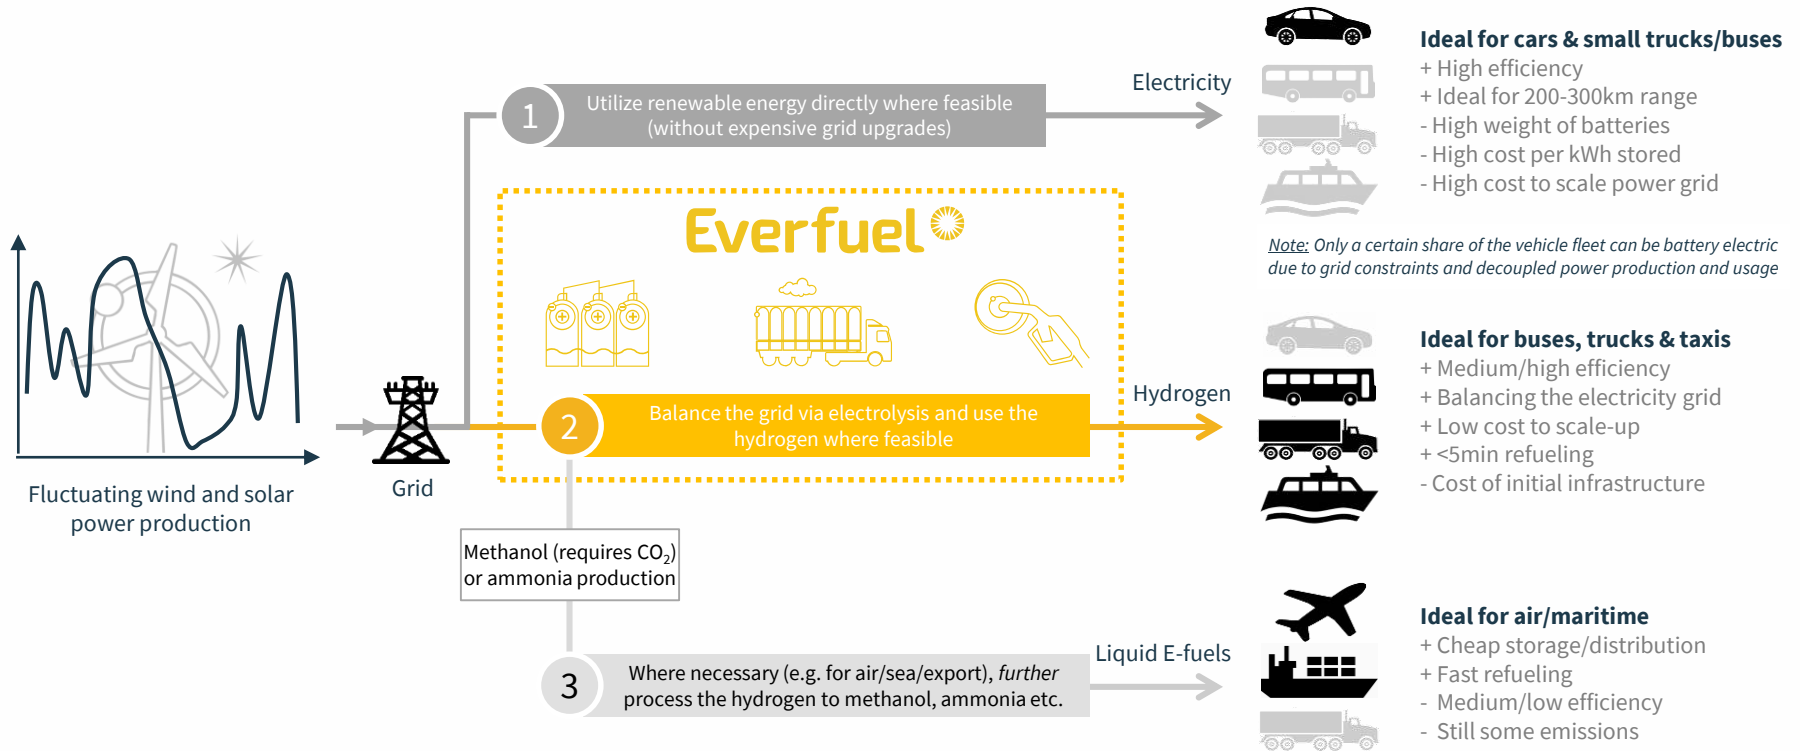 Fluctuating wind and solar
power production
Grid
1
Utilize renewable energy directly where feasible
(without expensive grid upgrades)
Electricity
Ideal for cars & small trucks/buses
+ High efficiency
+ Ideal for 200-300km range
- High weight of batteries
- High cost per kWh stored
- High cost to scale power grid
Note: Only a certain share of the vehicle fleet can be battery electric
due to grid constraints and decoupled power production and usage
Everfuel
2
Balance the grid via electrolysis and use the
hydrogen where feasible
Hydrogen
Ideal for buses, trucks & taxis
+ Medium/high efficiency
+ Balancing the electricity grid
+ Low cost to scale-up
+ <5min refueling
- Cost of initial infrastructure
Methanol (requires CO₂)
or ammonia production
3
Where necessary (e.g. for air/sea/export), further
process the hydrogen to methanol, ammonia etc.
Liquid E-fuels
Ideal for air/maritime
+ Cheap storage/distribution
+ Fast refueling
- Medium/low efficiency
- Still some emissions